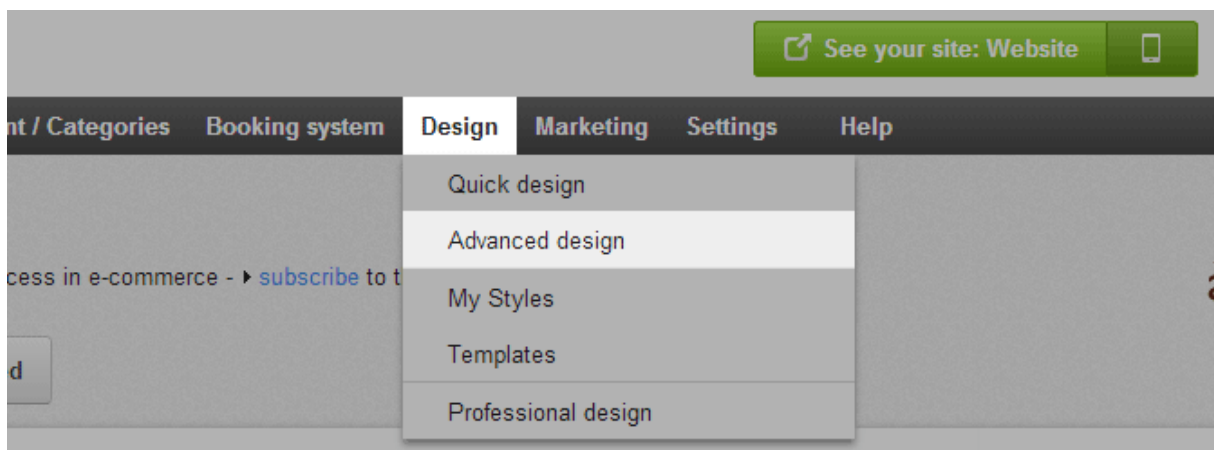 See your site: Website
nt / Categories Booking system Design Marketing Settings Help
Quick design
Advanced design
cess in e-commerce - ▸ subscribe to t
My Styles
Templates
ed
Professional design